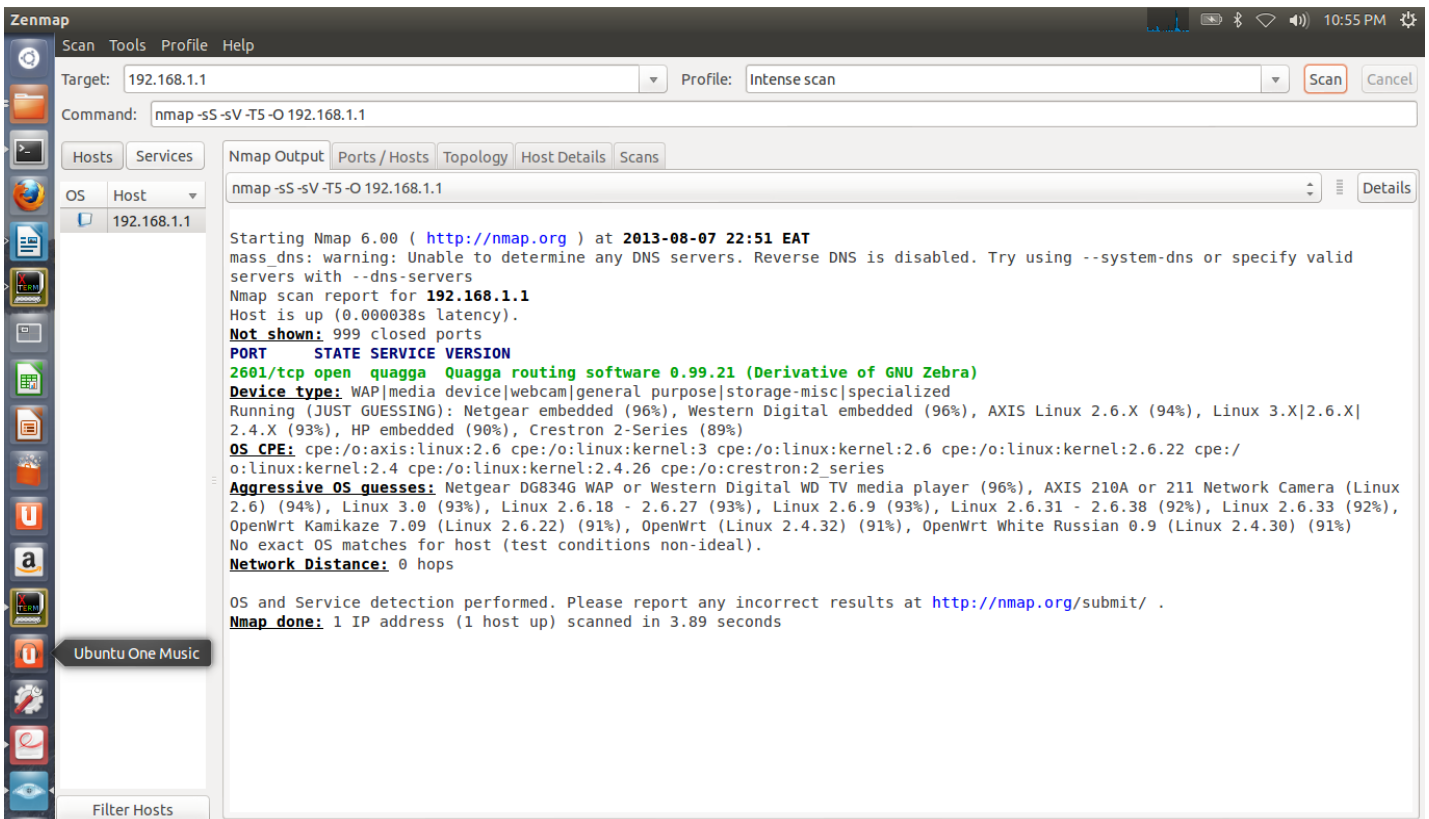 Zenmap
10:55 PM
Scan Tools Profile Help
Target: 192.168.1.1 Profile: Intense scan Scan Cancel
Command: nmap -sS -sV -T5 -O 192.168.1.1
Hosts Services Nmap Output Ports / Hosts Topology Host Details Scans
OS Host nmap -sS -sV -T5 -O 192.168.1.1 Details
192.168.1.1
Starting Nmap 6.00 ( http://nmap.org ) at 2013-08-07 22:51 EAT
mass_dns: warning: Unable to determine any DNS servers. Reverse DNS is disabled. Try using --system-dns or specify valid
servers with --dns-servers
Nmap scan report for 192.168.1.1
Host is up (0.000038s latency).
Not shown: 999 closed ports
PORT STATE SERVICE VERSION
2601/tcp open quagga Quagga routing software 0.99.21 (Derivative of GNU Zebra)
Device type: WAP|media device|webcam|general purpose|storage-misc|specialized
Running (JUST GUESSING): Netgear embedded (96%), Western Digital embedded (96%), AXIS Linux 2.6.X (94%), Linux 3.X|2.6.X|
2.4.X (93%), HP embedded (90%), Crestron 2-Series (89%)
OS CPE: cpe:/o:axis:linux:2.6 cpe:/o:linux:kernel:3 cpe:/o:linux:kernel:2.6 cpe:/o:linux:kernel:2.6.22 cpe:/
o:linux:kernel:2.4 cpe:/o:linux:kernel:2.4.26 cpe:/o:crestron:2_series
Aggressive OS guesses: Netgear DG834G WAP or Western Digital WD TV media player (96%), AXIS 210A or 211 Network Camera (Linux
2.6) (94%), Linux 3.0 (93%), Linux 2.6.18 - 2.6.27 (93%), Linux 2.6.9 (93%), Linux 2.6.31 - 2.6.38 (92%), Linux 2.6.33 (92%),
OpenWrt Kamikaze 7.09 (Linux 2.6.22) (91%), OpenWrt (Linux 2.4.32) (91%), OpenWrt White Russian 0.9 (Linux 2.4.30) (91%)
No exact OS matches for host (test conditions non-ideal).
Network Distance: 0 hops
OS and Service detection performed. Please report any incorrect results at http://nmap.org/submit/ .
Nmap done: 1 IP address (1 host up) scanned in 3.89 seconds
Ubuntu One Music
Filter Hosts